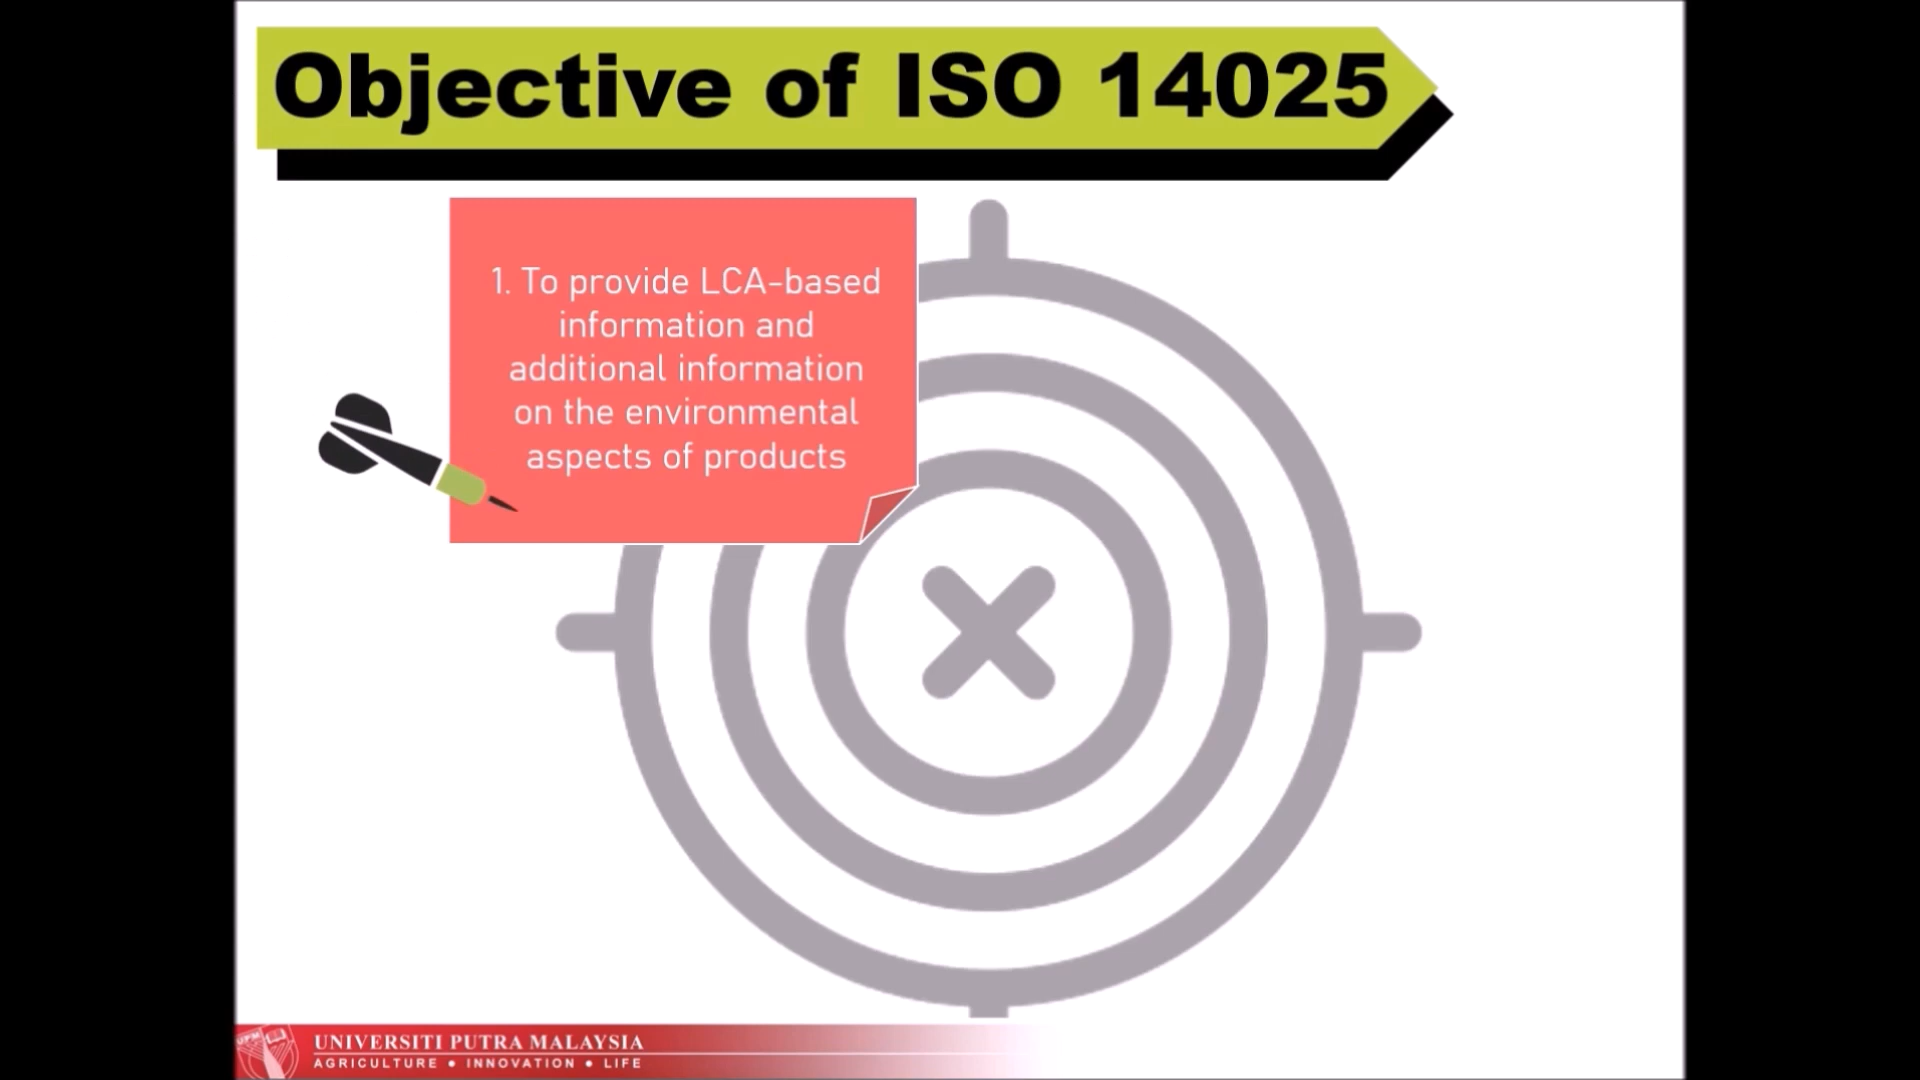 Objective of ISO 14025
1. To provide LCA-based
information and
additional information
on the environmental
aspects of products
UPM
UNIVERSITI PUTRA MALAYSIA
AGRICULTURE • INNOVATION • LIFE